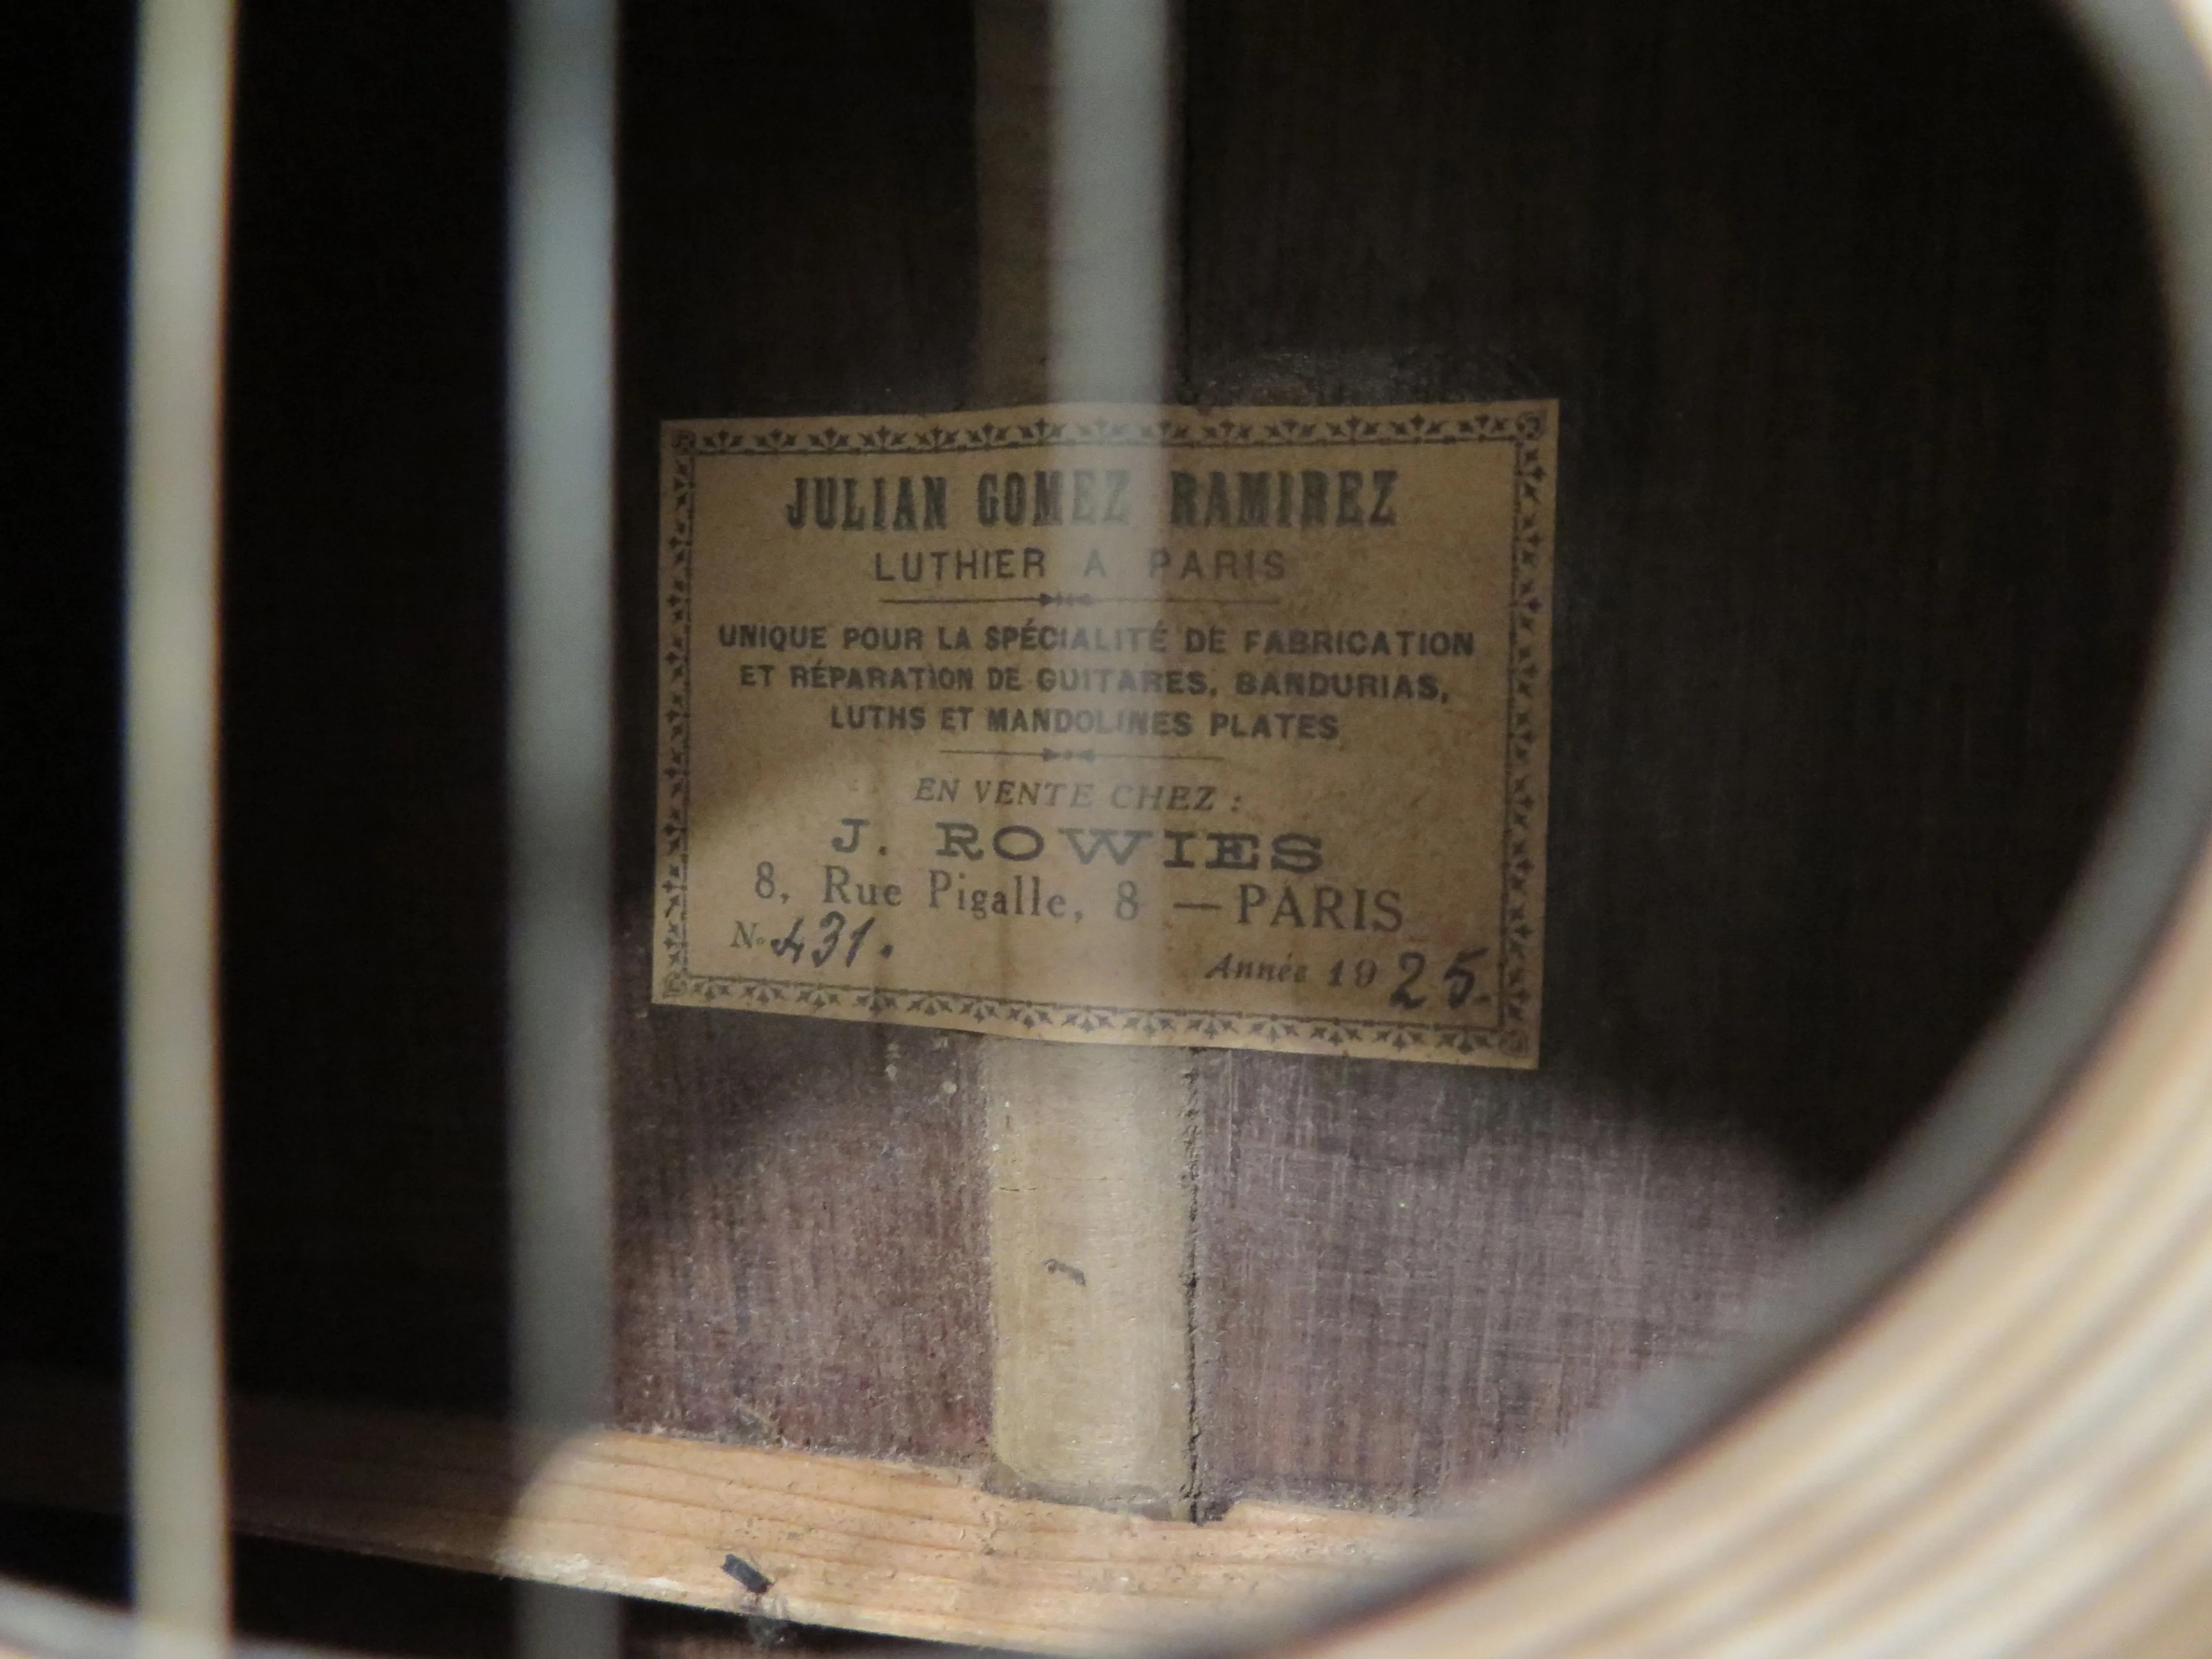 JULIAN GOMEZ RAMIREZ
LUTHIER A PARIS
UNIQUE POUR LA SPÉCIALITÉ DE FABRICATION
ET RÉPARATION DE GUITARES, BANDURIAS,
LUTHS ET MANDOLINES PLATES
EN VENTE CHEZ :
J. ROWIES
8, Rue Pigalle, 8 — PARIS
No 431.
Année 1925.